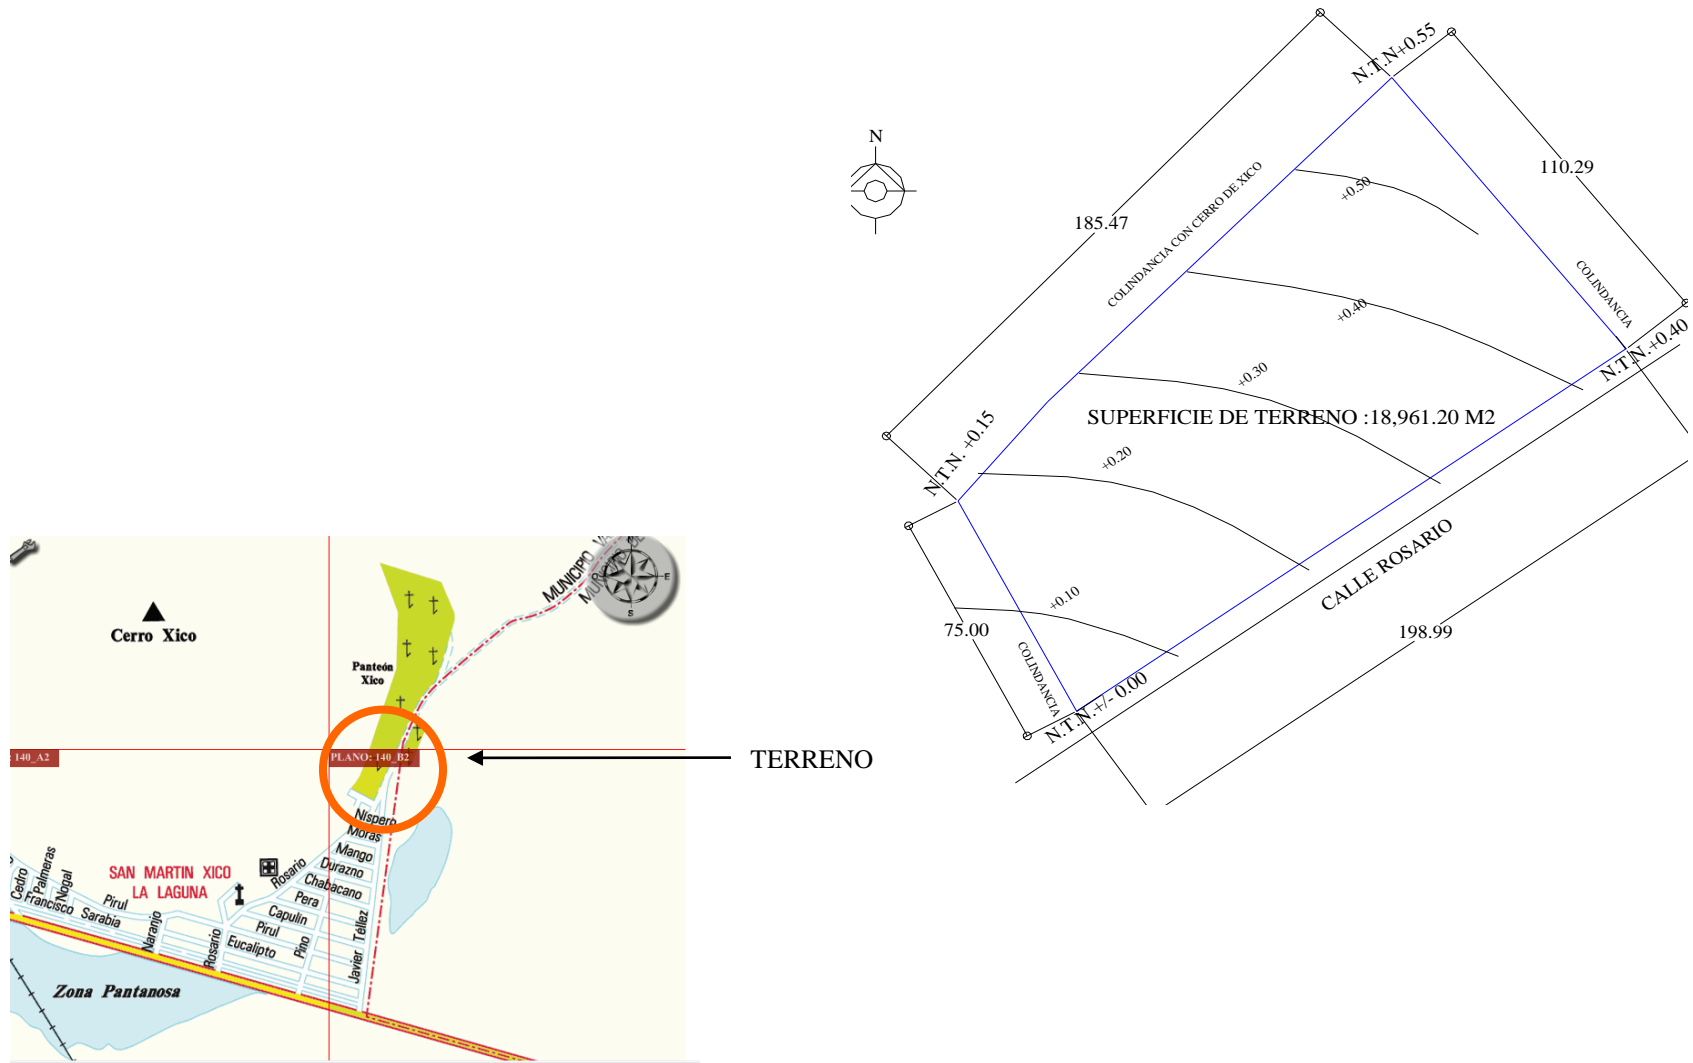 N.T.N+0.55
N
110.29
+0.50
185.47
COLINDANCIA CON CERRO DE XICO
COLINDANCIA
+0.40
N.T.N.+0.40
+0.30
SUPERFICIE DE TERRENO :18,961.20 M2
N.T.N. +0.15
+0.20
CALLE ROSARIO
+0.10
75.00
198.99
COLINDANCIA
N.T.N.+/- 0.00
TERRENO
MUNICIPIO
E
S
O
Cerro Xico
Panteón
Xico
: 140_A2
PLANO: 140_B2
Níspero
Moras
Mango
Durazno
Chabacano
Pera
Capulin
Pirul
Eucalipto
Rosario
SAN MARTIN XICO
LA LAGUNA
Cedro
Palmeras
Nogal
Francisco
Sarabia
Pirul
Naranjo
Rosario
Pino
Javier Téllez
Zona Pantanosa